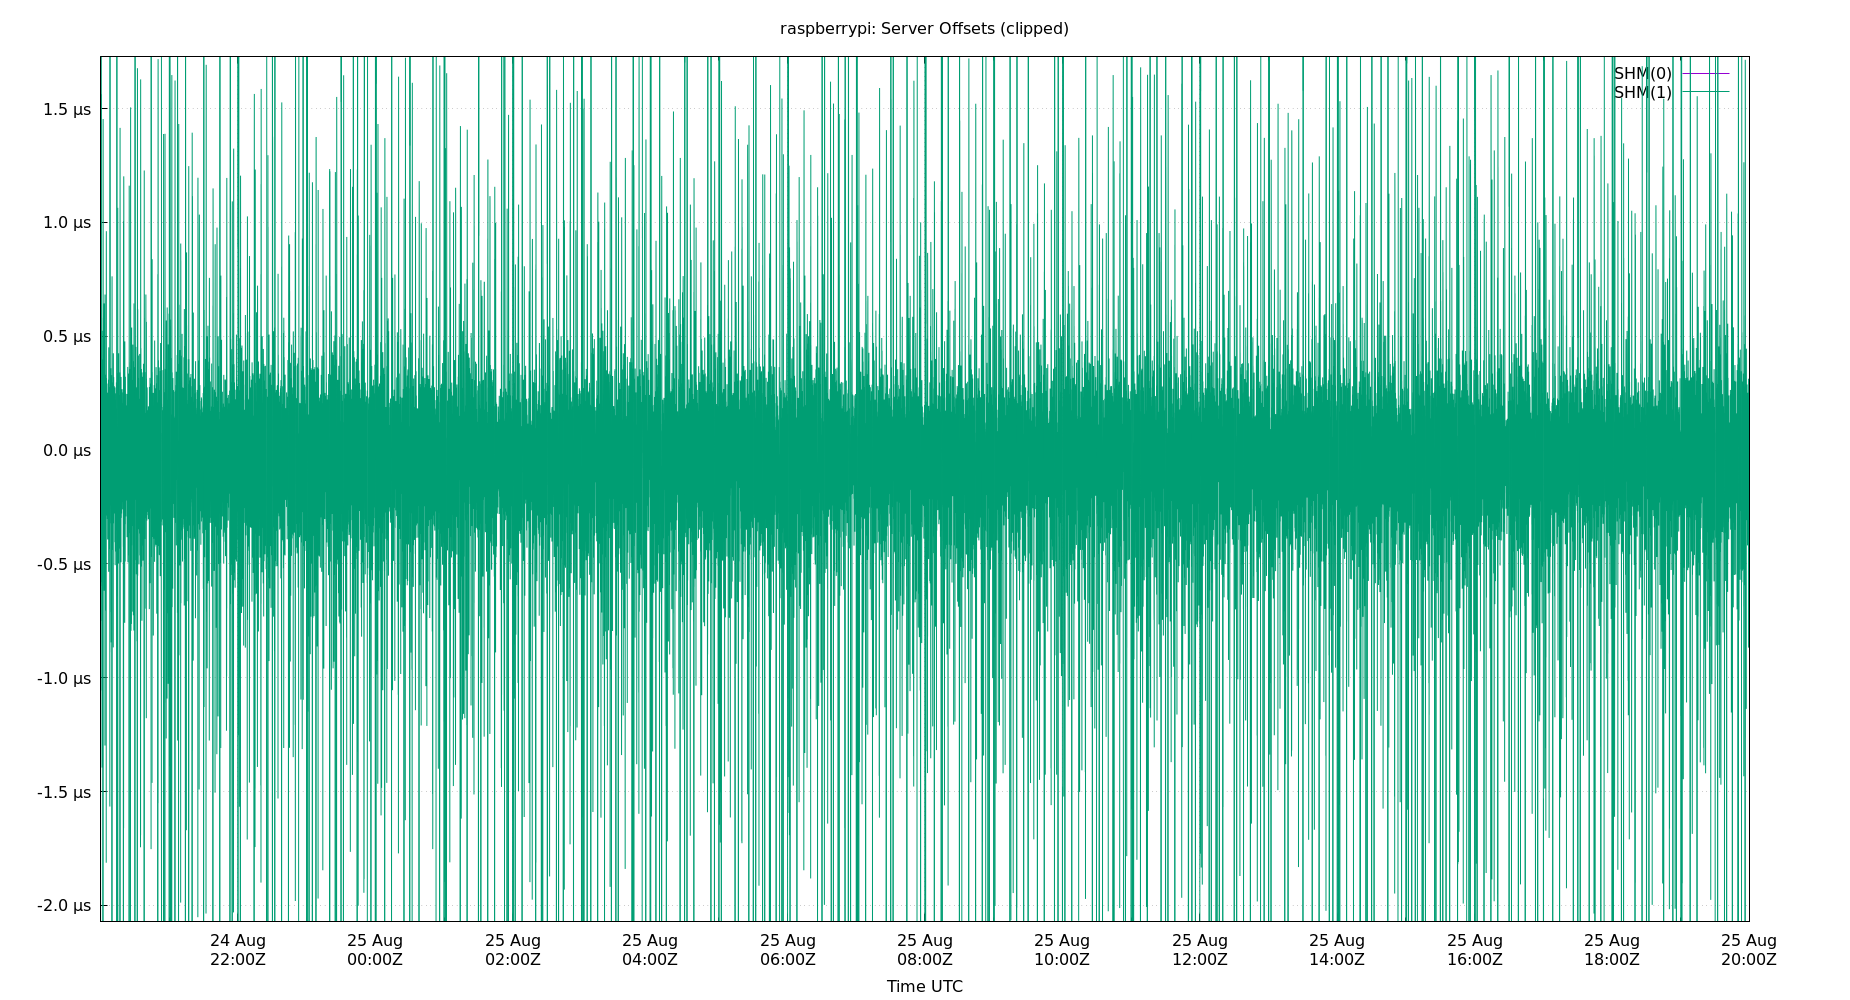 raspberrypi: Server Offsets (clipped)
SHM(0)
SHM(1)
1.5 µs
1.0 µs
0.5 µs
0.0 µs
-0.5 µs
-1.0 µs
-1.5 µs
-2.0 µs
24 Aug 25 Aug 25 Aug 25 Aug 25 Aug 25 Aug 25 Aug 25 Aug 25 Aug 25 Aug 25 Aug 25 Aug
22:00Z 00:00Z 02:00Z 04:00Z 06:00Z 08:00Z 10:00Z 12:00Z 14:00Z 16:00Z 18:00Z 20:00Z
Time UTC